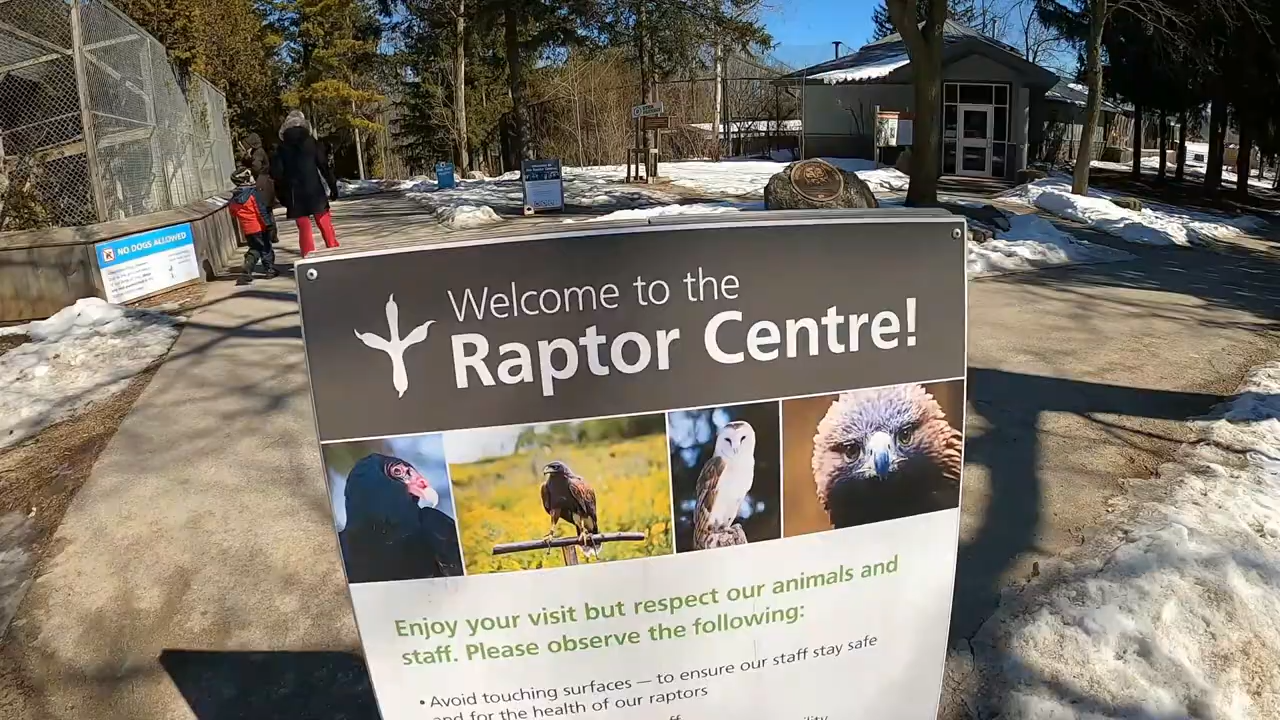 NO DOGS ALLOWED
Welcome to the
Raptor Centre!
Enjoy your visit but respect our animals and
staff. Please observe the following:
• Avoid touching surfaces — to ensure our staff stay safe
and for the health of our raptors